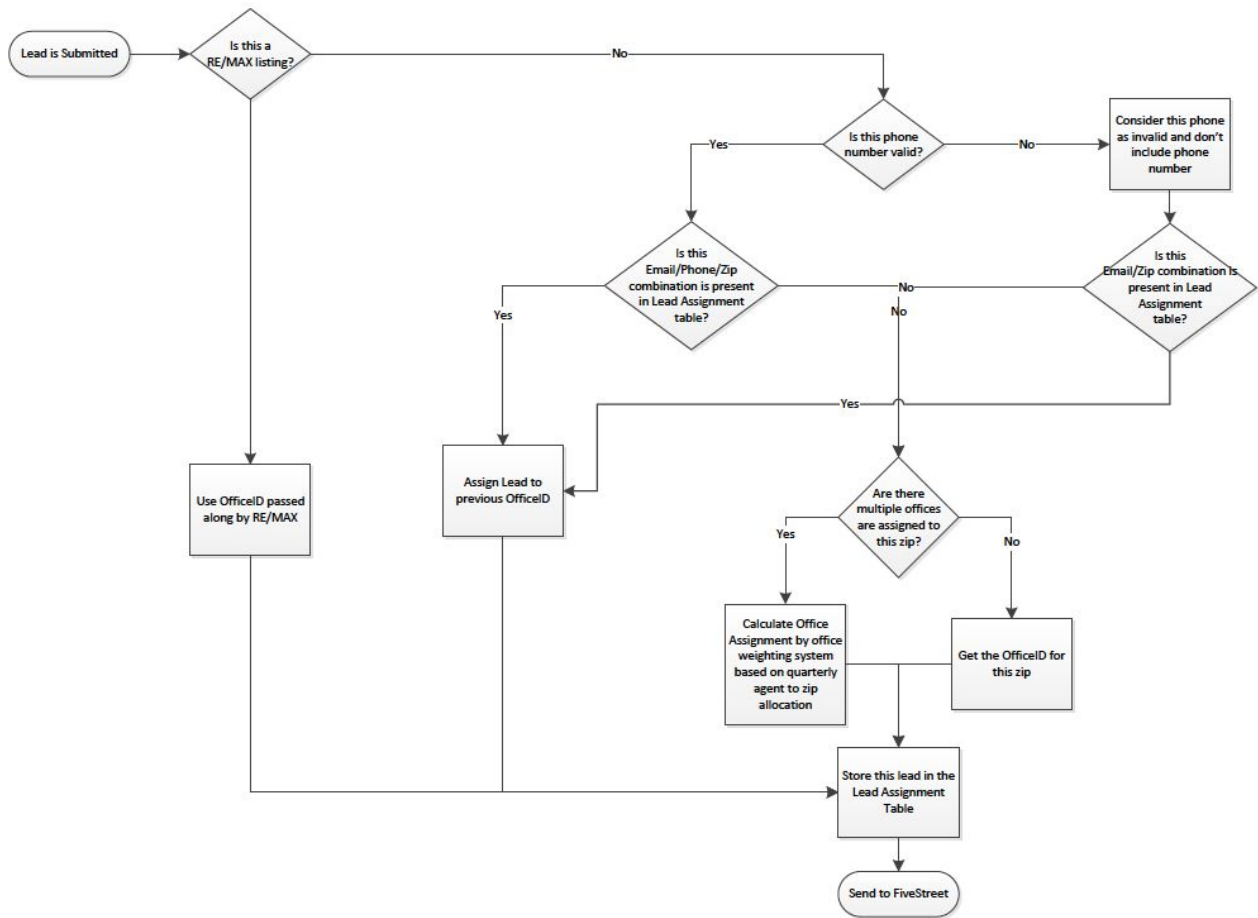 Lead is Submitted
Is this a
RE/MAX listing?
No
Is this phone
number valid?
Yes
No
Consider this phone
as invalid and don't
include phone
number
Is this
Email/Phone/Zip
combination is present
in Lead Assignment
table?
Yes
No
No
Is this
Email/Zip combination is
present in Lead
Assignment
table?
Yes
Use OfficeID passed
along by RE/MAX
Assign Lead to
previous OfficeID
Are there
multiple offices
are assigned to
this zip?
Yes
No
Calculate Office
Assignment by office
weighting system
based on quarterly
agent to zip
allocation
Get the OfficeID for
this zip
Store this lead in the
Lead Assignment
Table
Send to FiveStreet